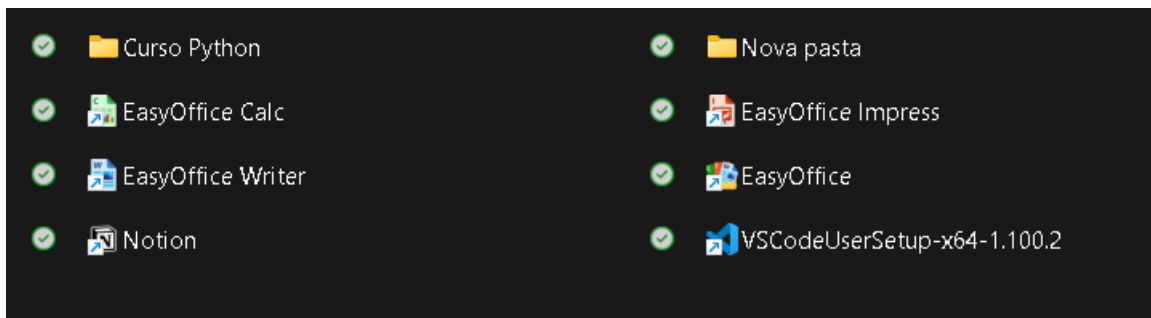 Curso Python
Nova pasta
EasyOffice Calc
EasyOffice Impress
EasyOffice Writer
EasyOffice
Notion
VSCodeUserSetup-x64-1.100.2